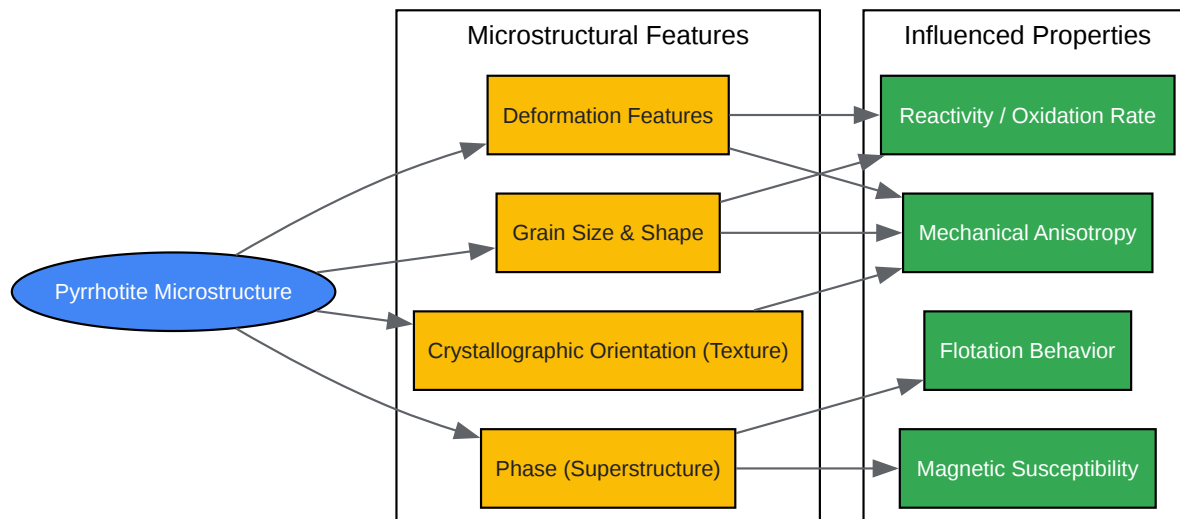 Microstructural Features
Influenced Properties
Deformation Features
Reactivity / Oxidation Rate
Grain Size & Shape
Mechanical Anisotropy
Pyrrhotite Microstructure
Crystallographic Orientation (Texture)
Flotation Behavior
Phase (Superstructure)
Magnetic Susceptibility